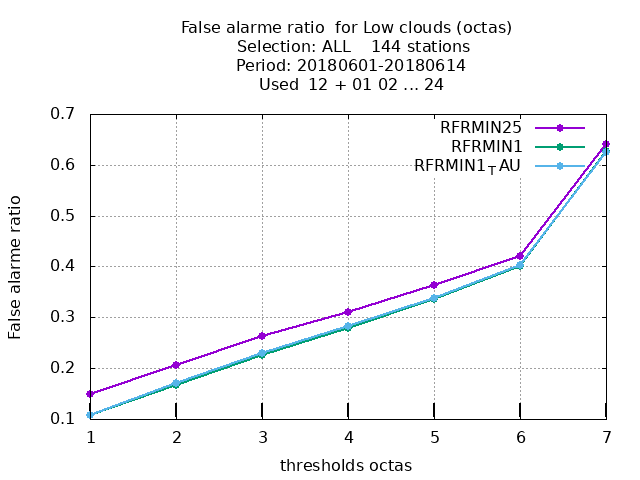 False alarme ratio  for Low clouds (octas)
Selection: ALL    144 stations
Period: 20180601-20180614
Used  12 + 01 02 ... 24
RFRMIN25
RFRMIN1
RFRMIN1TAU
False alarme ratio
0.7
0.6
0.5
0.4
0.3
0.2
0.1
1 2 3 4 5 6 7
thresholds octas